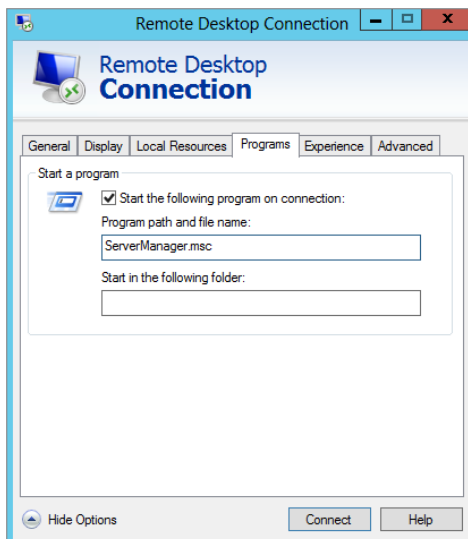 Remote Desktop Connection
Remote Desktop
Connection
General Display Local Resources Programs Experience Advanced
Start a program
Start the following program on connection:
Program path and file name:
ServerManager.msc
Start in the following folder:
Hide Options Connect Help